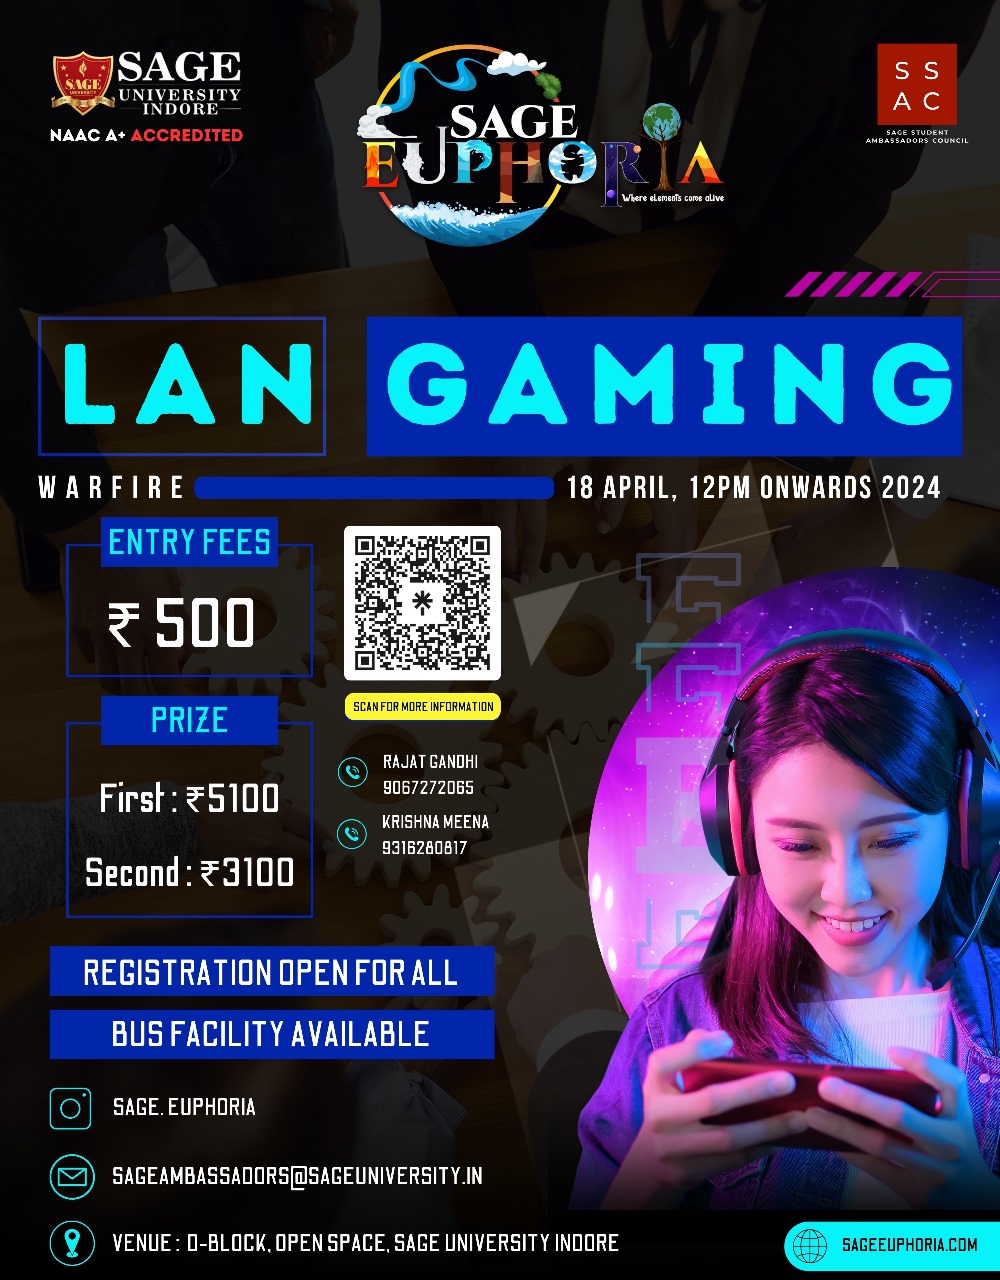 SAGE
SAGE
UNIVERSITY
UNIVERSITY
INDORE
NAAC A+ ACCREDITED
SAGE
EUPHORIA
Where elements come alive
S S
A C
SAGE STUDENT
AMBASSADORS COUNCIL
LAN GAMING
WARFIRE
18 APRIL, 12PM ONWARDS 2024
ENTRY FEES
₹ 500
SCAN FOR MORE INFORMATION
PRIZE
First : ₹5100
Second : ₹3100
RAJAT GANDHI
9067272065
KRISHNA MEENA
9316280817
REGISTRATION OPEN FOR ALL
BUS FACILITY AVAILABLE
SAGE. EUPHORIA
SAGEAMBASSADORS@SAGEUNIVERSITY.IN
VENUE : O-BLOCK, OPEN SPACE, SAGE UNIVERSITY INDORE
SAGEEUPHORIA.COM